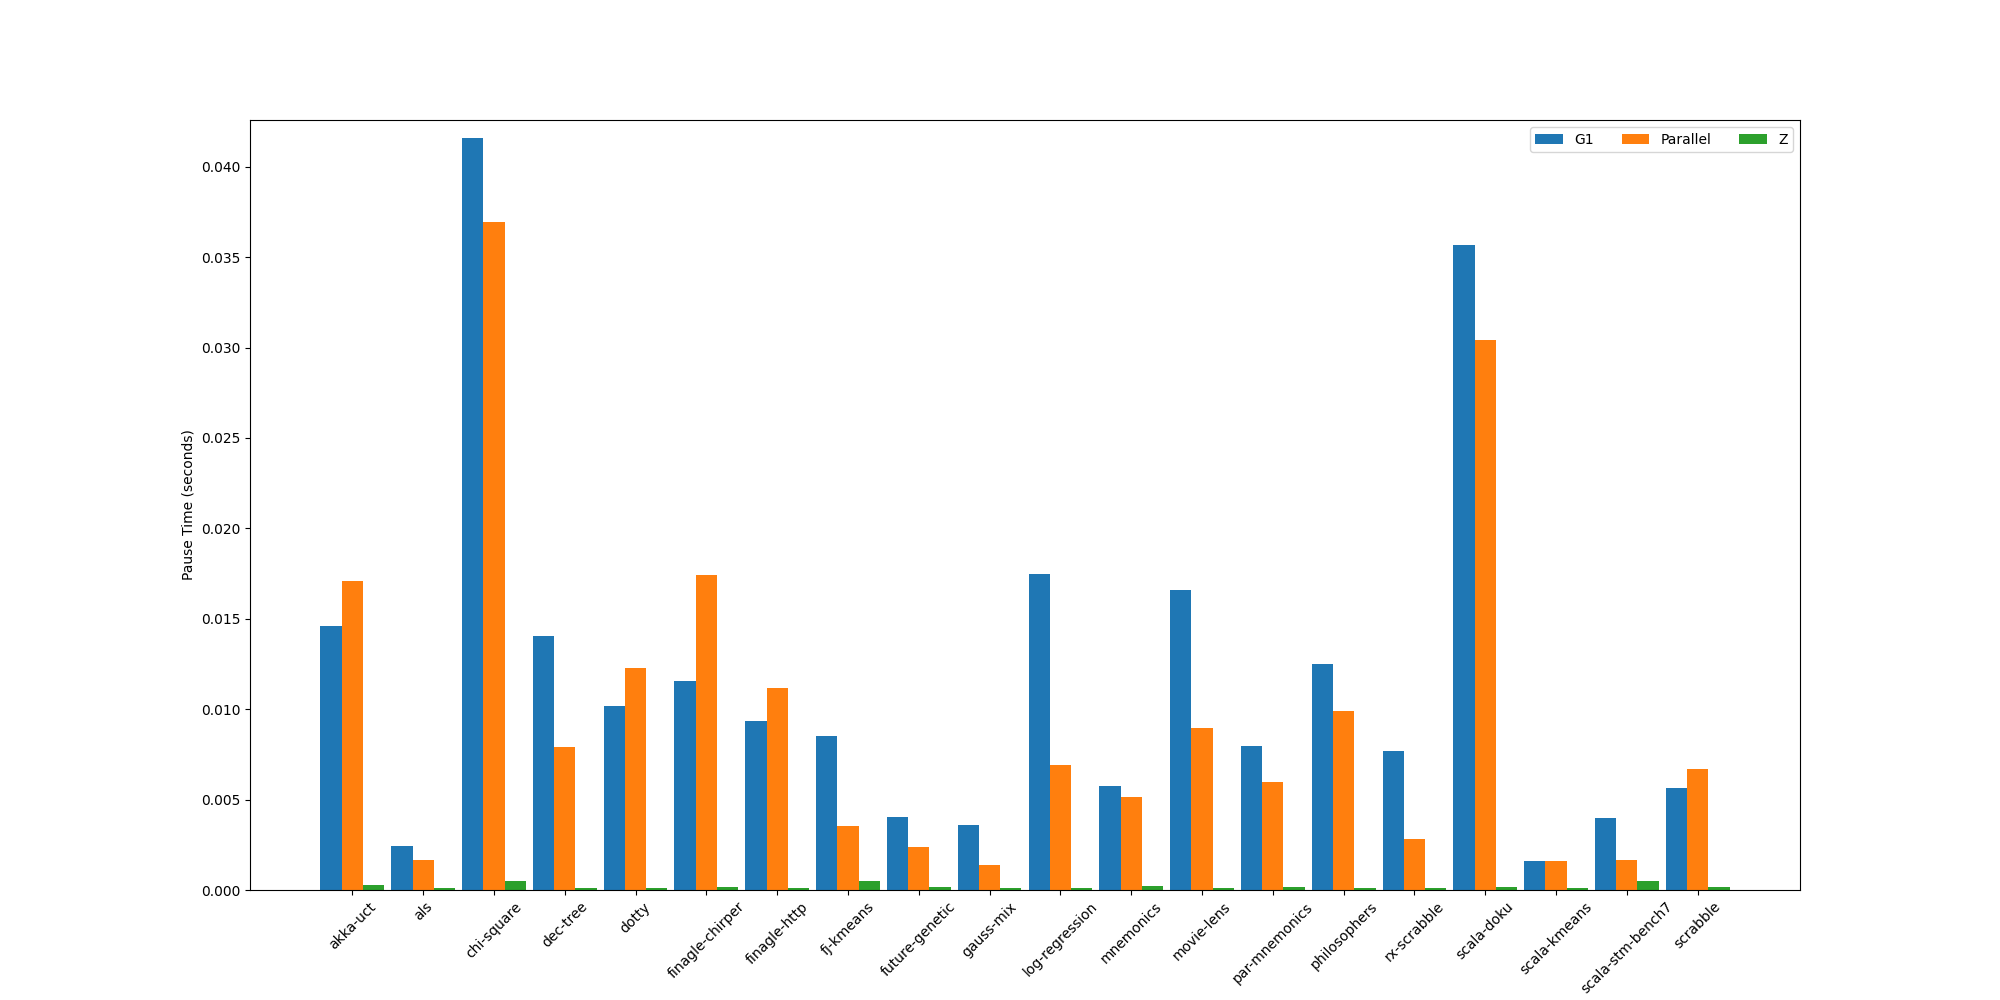 G1 Parallel Z
Pause Time (seconds)
0.040
0.035
0.030
0.025
0.020
0.015
0.010
0.005
0.000
akka-uct
als
chi-square
dec-tree
dotty
finagle-chirper
finagle-http
fj-kmeans
future-genetic
gauss-mix
log-regression
mnemonics
movie-lens
par-mnemonics
philosophers
rx-scrabble
scala-doku
scala-kmeans
scala-stm-bench7
scrabble